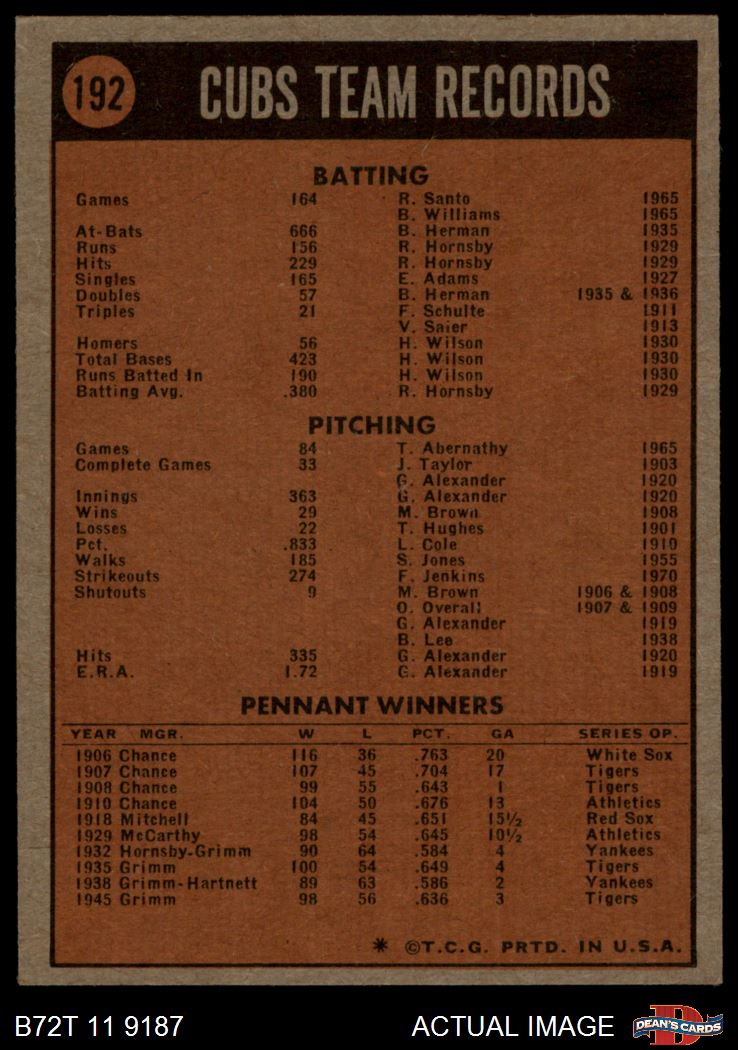 192 CUBS TEAM RECORDS
BATTING
Games 164 R. Santo 1965
B. Williams 1965
At-Bats 666 B. Herman 1935
Runs 156 R. Hornsby 1929
Hits 229 R. Hornsby 1929
Singles 165 E. Adams 1927
Doubles 57 B. Herman 1935 & 1936
Triples 21 F. Schulte 1911
V. Saier 1913
Homers 56 H. Wilson 1930
Total Bases 423 H. Wilson 1930
Runs Batted In 190 H. Wilson 1930
Batting Avg. .380 R. Hornsby 1929
PITCHING
Games 84 T. Abernathy 1965
Complete Games 33 J. Taylor 1903
G. Alexander 1920
Innings 363 G. Alexander 1920
Wins 29 M. Brown 1908
Losses 22 T. Hughes 1901
Pct. .833 L. Cole 1910
Walks 185 S. Jones 1955
Strikeouts 274 F. Jenkins 1970
Shutouts 9 M. Brown 1906 & 1908
O. Overall 1907 & 1909
G. Alexander 1919
B. Lee 1938
Hits 335 G. Alexander 1920
E.R.A. 1.72 G. Alexander 1919
PENNANT WINNERS
YEAR MGR. W L PCT. GA SERIES OP.
1906 Chance 116 36 .763 20 White Sox
1907 Chance 107 45 .704 17 Tigers
1908 Chance 99 55 .643 1 Tigers
1910 Chance 104 50 .676 13 Athletics
1918 Mitchell 84 45 .651 15½ Red Sox
1929 McCarthy 98 54 .645 10½ Athletics
1932 Hornsby-Grimm 90 64 .584 4 Yankees
1935 Grimm 100 54 .649 4 Tigers
1938 Grimm-Hartnett 89 63 .586 2 Yankees
1945 Grimm 98 56 .636 3 Tigers
* ©T.C.G. PRTD. IN U.S.A.
B72T 11 9187 ACTUAL IMAGE D DEAN'S CARDS